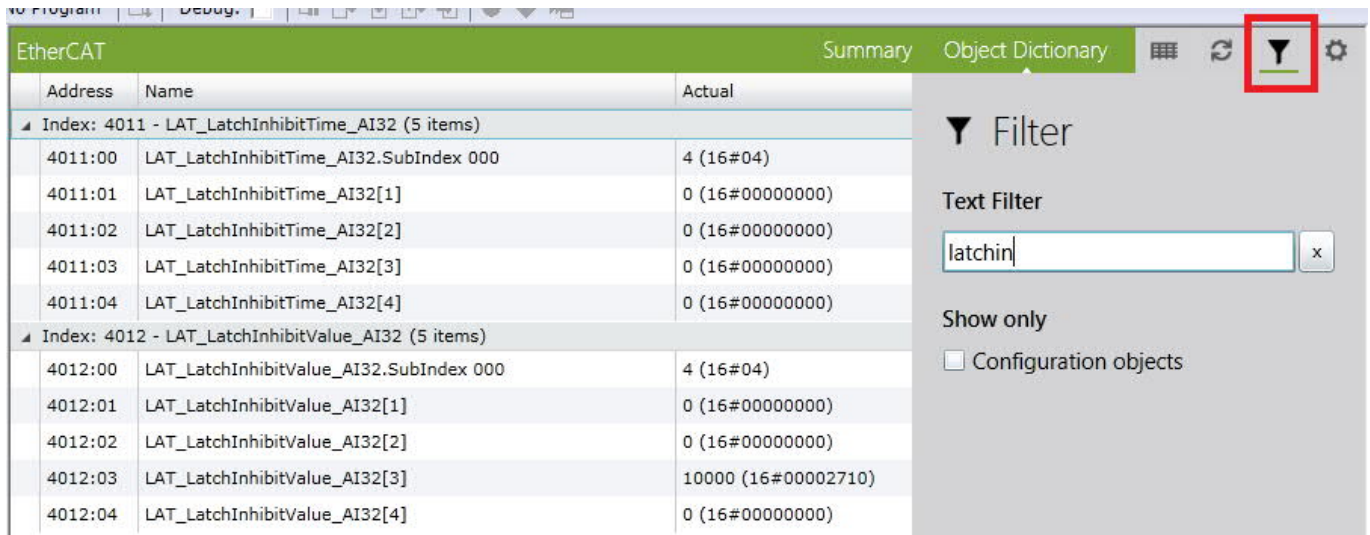 No Program Debug:
EtherCAT Summary Object Dictionary
Address Name Actual
Index: 4011 - LAT_LatchInhibitTime_AI32 (5 items)
4011:00 LAT_LatchInhibitTime_AI32.SubIndex 000 4 (16#04)
4011:01 LAT_LatchInhibitTime_AI32[1] 0 (16#00000000)
4011:02 LAT_LatchInhibitTime_AI32[2] 0 (16#00000000)
4011:03 LAT_LatchInhibitTime_AI32[3] 0 (16#00000000)
4011:04 LAT_LatchInhibitTime_AI32[4] 0 (16#00000000)
Index: 4012 - LAT_LatchInhibitValue_AI32 (5 items)
4012:00 LAT_LatchInhibitValue_AI32.SubIndex 000 4 (16#04)
4012:01 LAT_LatchInhibitValue_AI32[1] 0 (16#00000000)
4012:02 LAT_LatchInhibitValue_AI32[2] 0 (16#00000000)
4012:03 LAT_LatchInhibitValue_AI32[3] 10000 (16#00002710)
4012:04 LAT_LatchInhibitValue_AI32[4] 0 (16#00000000)
Filter
Text Filter
latchin x
Show only
Configuration objects